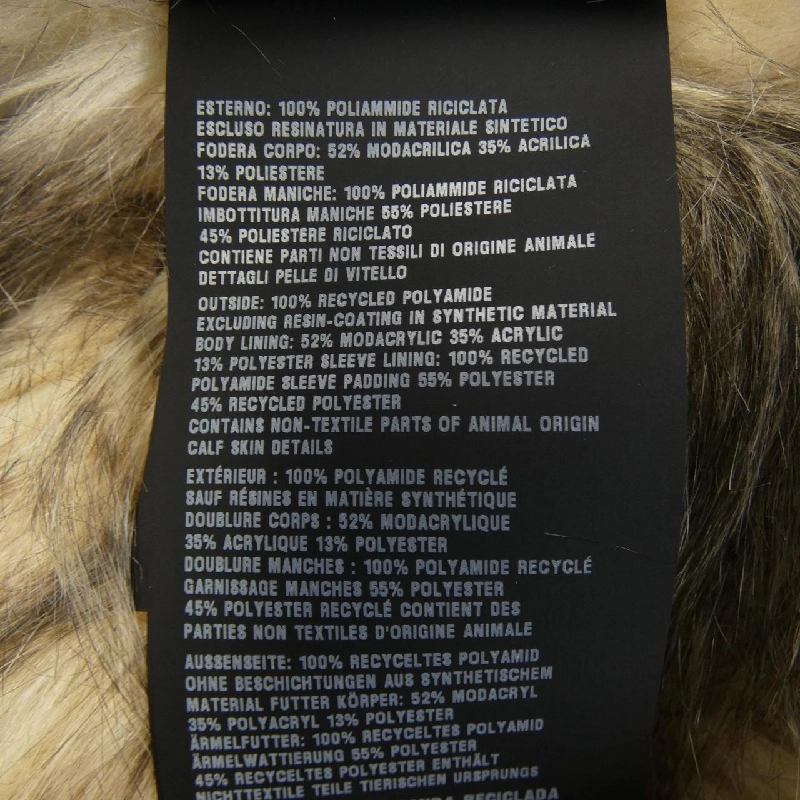 ESTERNO: 100% POLIAMMIDE RICICLATA
ESCLUSO RESINATURA IN MATERIALE SINTETICO
FODERA CORPO: 52% MODACRILICA 35% ACRILICA
13% POLIESTERE
FODERA MANICHE: 100% POLIAMMIDE RICICLATA
IMBOTTITURA MANICHE 55% POLIESTERE
45% POLIESTERE RICICLATO
CONTIENE PARTI NON TESSILI DI ORIGINE ANIMALE
DETTAGLI PELLE DI VITELLO
OUTSIDE: 100% RECYCLED POLYAMIDE
EXCLUDING RESIN-COATING IN SYNTHETIC MATERIAL
BODY LINING: 52% MODACRYLIC 35% ACRYLIC
13% POLYESTER SLEEVE LINING: 100% RECYCLED
POLYAMIDE SLEEVE PADDING 55% POLYESTER
45% RECYCLED POLYESTER
CONTAINS NON-TEXTILE PARTS OF ANIMAL ORIGIN
CALF SKIN DETAILS
EXTÉRIEUR : 100% POLYAMIDE RECYCLÉ
SAUF RÉSINES EN MATIÈRE SYNTHÉTIQUE
DOUBLURE CORPS : 52% MODACRYLIQUE
35% ACRYLIQUE 13% POLYESTER
DOUBLURE MANCHES : 100% POLYAMIDE RECYCLÉ
GARNISSAGE MANCHES 55% POLYESTER
45% POLYESTER RECYCLÉ CONTIENT DES
PARTIES NON TEXTILES D'ORIGINE ANIMALE
AUSSENSEITE: 100% RECYCELTES POLYAMID
OHNE BESCHICHTUNGEN AUS SYNTHETISCHEM
MATERIAL FUTTER KÖRPER: 52% MODACRYL
35% POLYACRYL 13% POLYESTER
ÄRMELFUTTER: 100% RECYCELTES POLYAMID
ÄRMELWATTIERUNG 55% POLYESTER
45% RECYCELTES POLYESTER ENTHÄLT
NICHTTEXTILE TEILE TIERISCHEN URSPRUNGS
RECICLADA